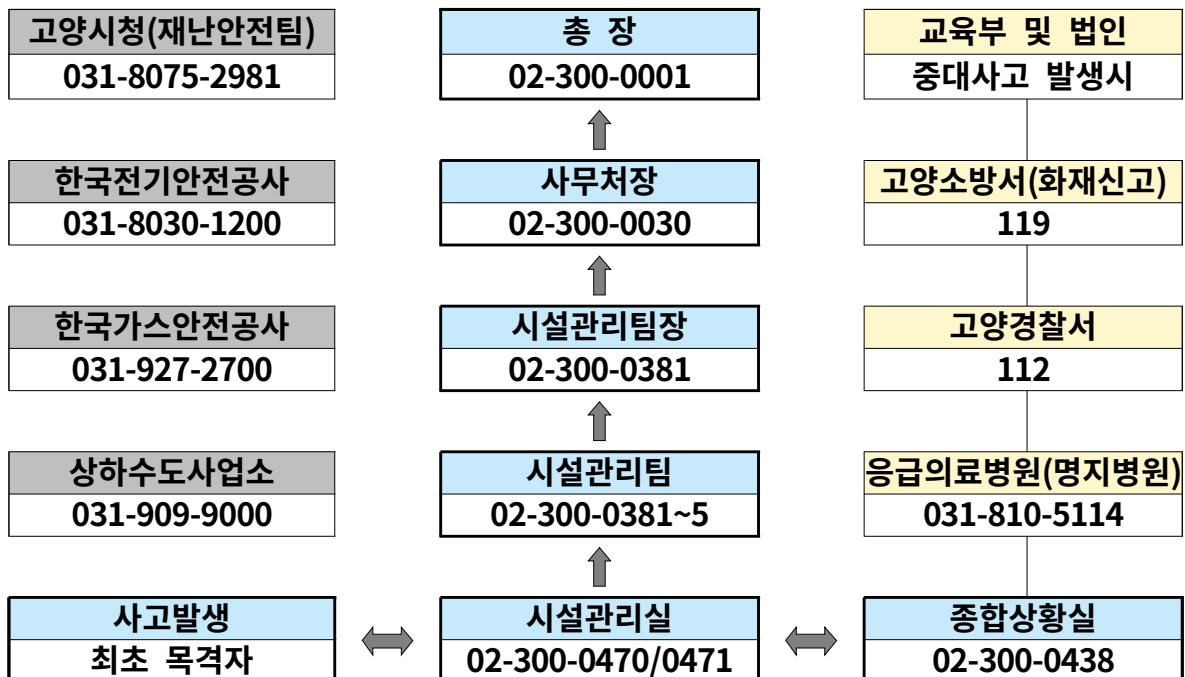 고양시청(재난안전팀)
031-8075-2981
총 장
02-300-0001
교육부 및 법인
중대사고 발생시
한국전기안전공사
031-8030-1200
사무처장
02-300-0030
고양소방서(화재신고)
119
한국가스안전공사
031-927-2700
시설관리팀장
02-300-0381
고양경찰서
112
상하수도사업소
031-909-9000
시설관리팀
02-300-0381~5
응급의료병원(명지병원)
031-810-5114
사고발생
최초 목격자
시설관리실
02-300-0470/0471
종합상황실
02-300-0438